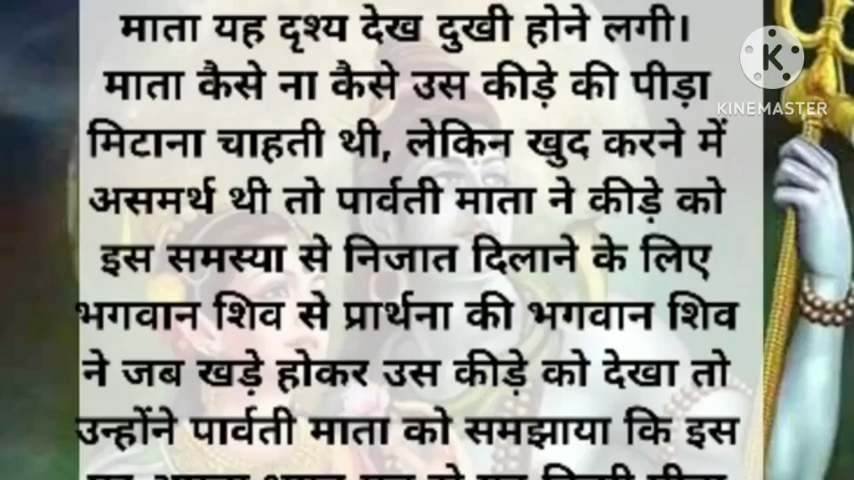 माता यह दृश्य देख दुखी होने लगी।
माता कैसे ना कैसे उस कीड़े की पीड़ा
मिटाना चाहती थी, लेकिन खुद करने में
असमर्थ थी तो पार्वती माता ने कीड़े को
इस समस्या से निजात दिलाने के लिए
भगवान शिव से प्रार्थना की भगवान शिव
ने जब खड़े होकर उस कीड़े को देखा तो
उन्होंने पार्वती माता को समझाया कि इस
K
KINEMASTER